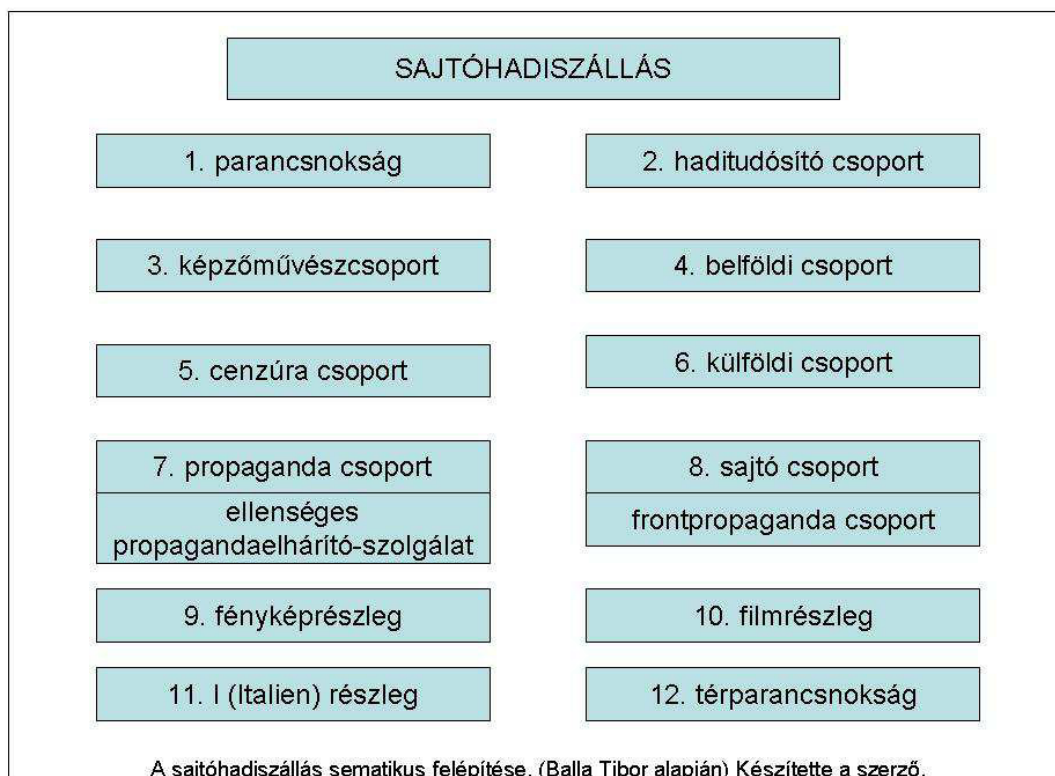 SAJTÓHADISZÁLLÁS
1. parancsnokság
2. haditudósító csoport
3. képzőművészcsoport
4. belföldi csoport
5. cenzúra csoport
6. külföldi csoport
7. propaganda csoport
ellenséges
propagandaelhárító-szolgálat
8. sajtó csoport
frontpropaganda csoport
9. fényképrészleg
10. filmrészleg
11. I (Italien) részleg
12. térparancsnokság
A sajtóhadiszállás sematikus felépítése. (Balla Tibor alapján) Készítette a szerző.